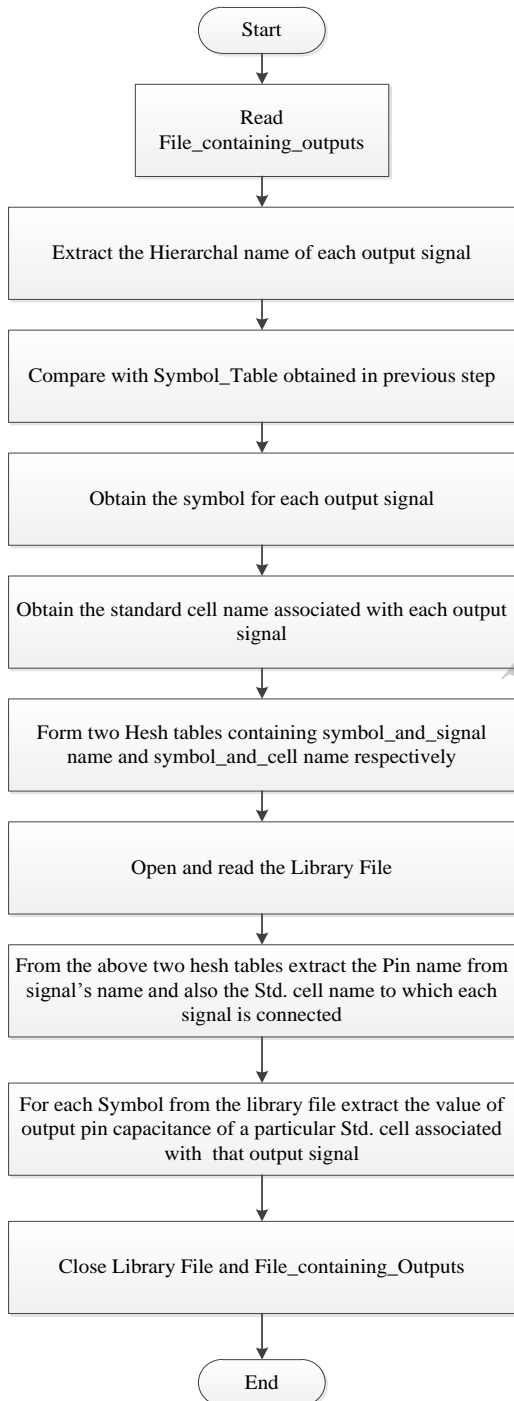 Start
Read
File_containing_outputs
Extract the Hierarchal name of each output signal
Compare with Symbol_Table obtained in previous step
Obtain the symbol for each output signal
Obtain the standard cell name associated with each output
signal
Form two Hesh tables containing symbol_and_signal
name and symbol_and_cell name respectively
Open and read the Library File
From the above two hesh tables extract the Pin name from
signal’s name and also the Std. cell name to which each
signal is connected
For each Symbol from the library file extract the value of
output pin capacitance of a particular Std. cell associated
with that output signal
Close Library File and File_containing_Outputs
End